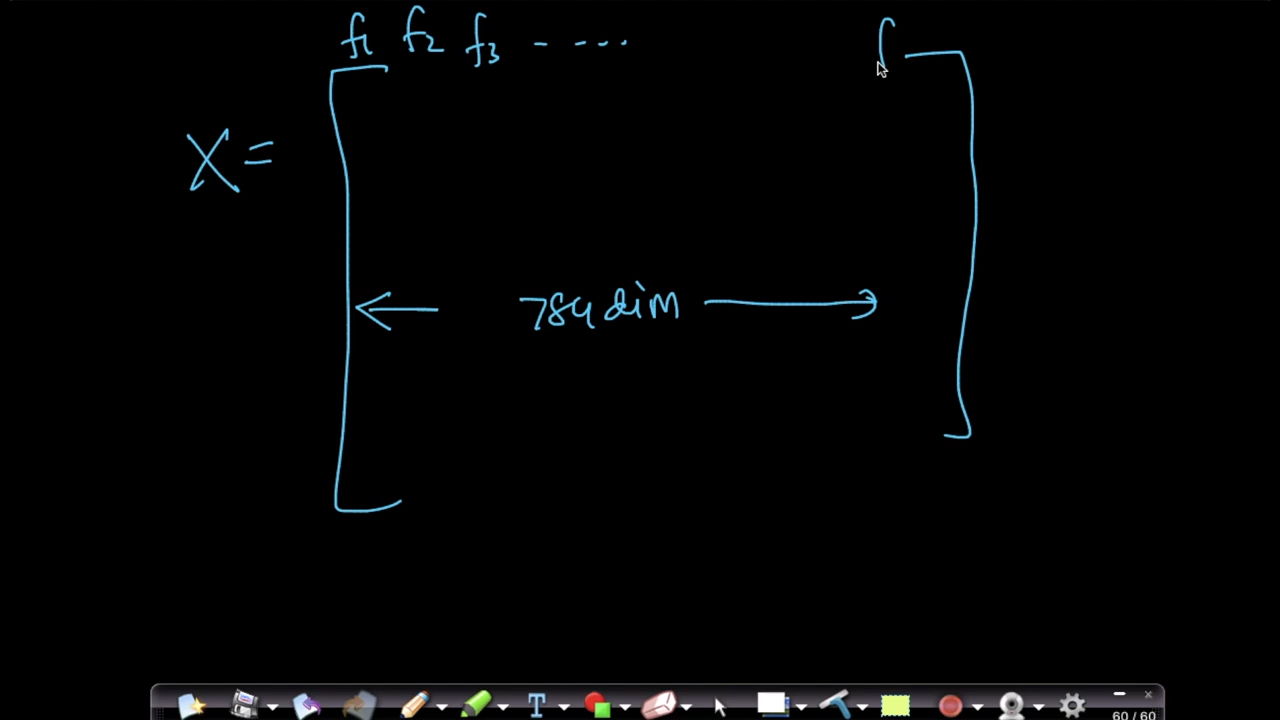 f1 f2 f3 - - - . .
X =
784 dim
60 / 60